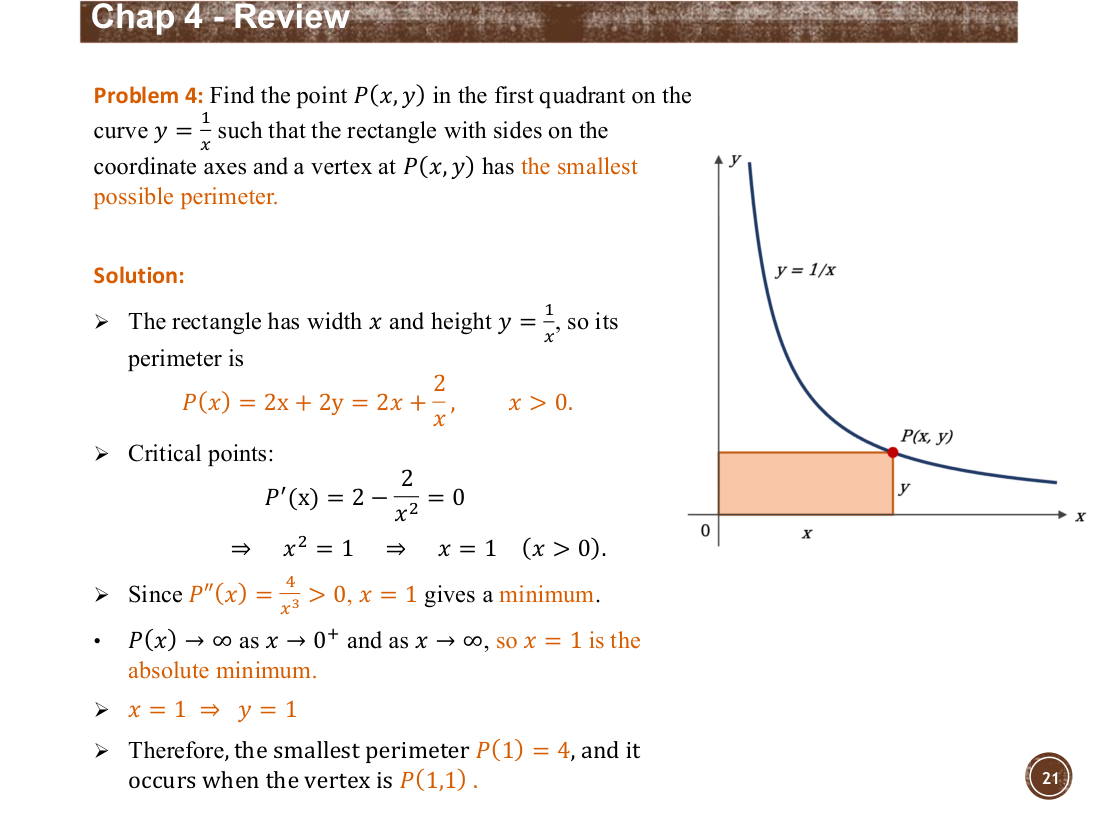 Chap 4 - Review
Problem 4: Find the point P(x, y) in the first quadrant on the
curve y = 1/x such that the rectangle with sides on the
coordinate axes and a vertex at P(x, y) has the smallest
possible perimeter.
Solution:
➢ The rectangle has width x and height y = 1/x, so its
perimeter is
P(x) = 2x + 2y = 2x + 2/x, x > 0.
➢ Critical points:
P′(x) = 2 − 2/x² = 0
⇒ x² = 1 ⇒ x = 1 (x > 0).
➢ Since P″(x) = 4/x³ > 0, x = 1 gives a minimum.
• P(x) → ∞ as x → 0⁺ and as x → ∞, so x = 1 is the
absolute minimum.
➢ x = 1 ⇒ y = 1
➢ Therefore, the smallest perimeter P(1) = 4, and it
occurs when the vertex is P(1,1) .
y
y = 1/x
P(x, y)
y
0
x
x
21